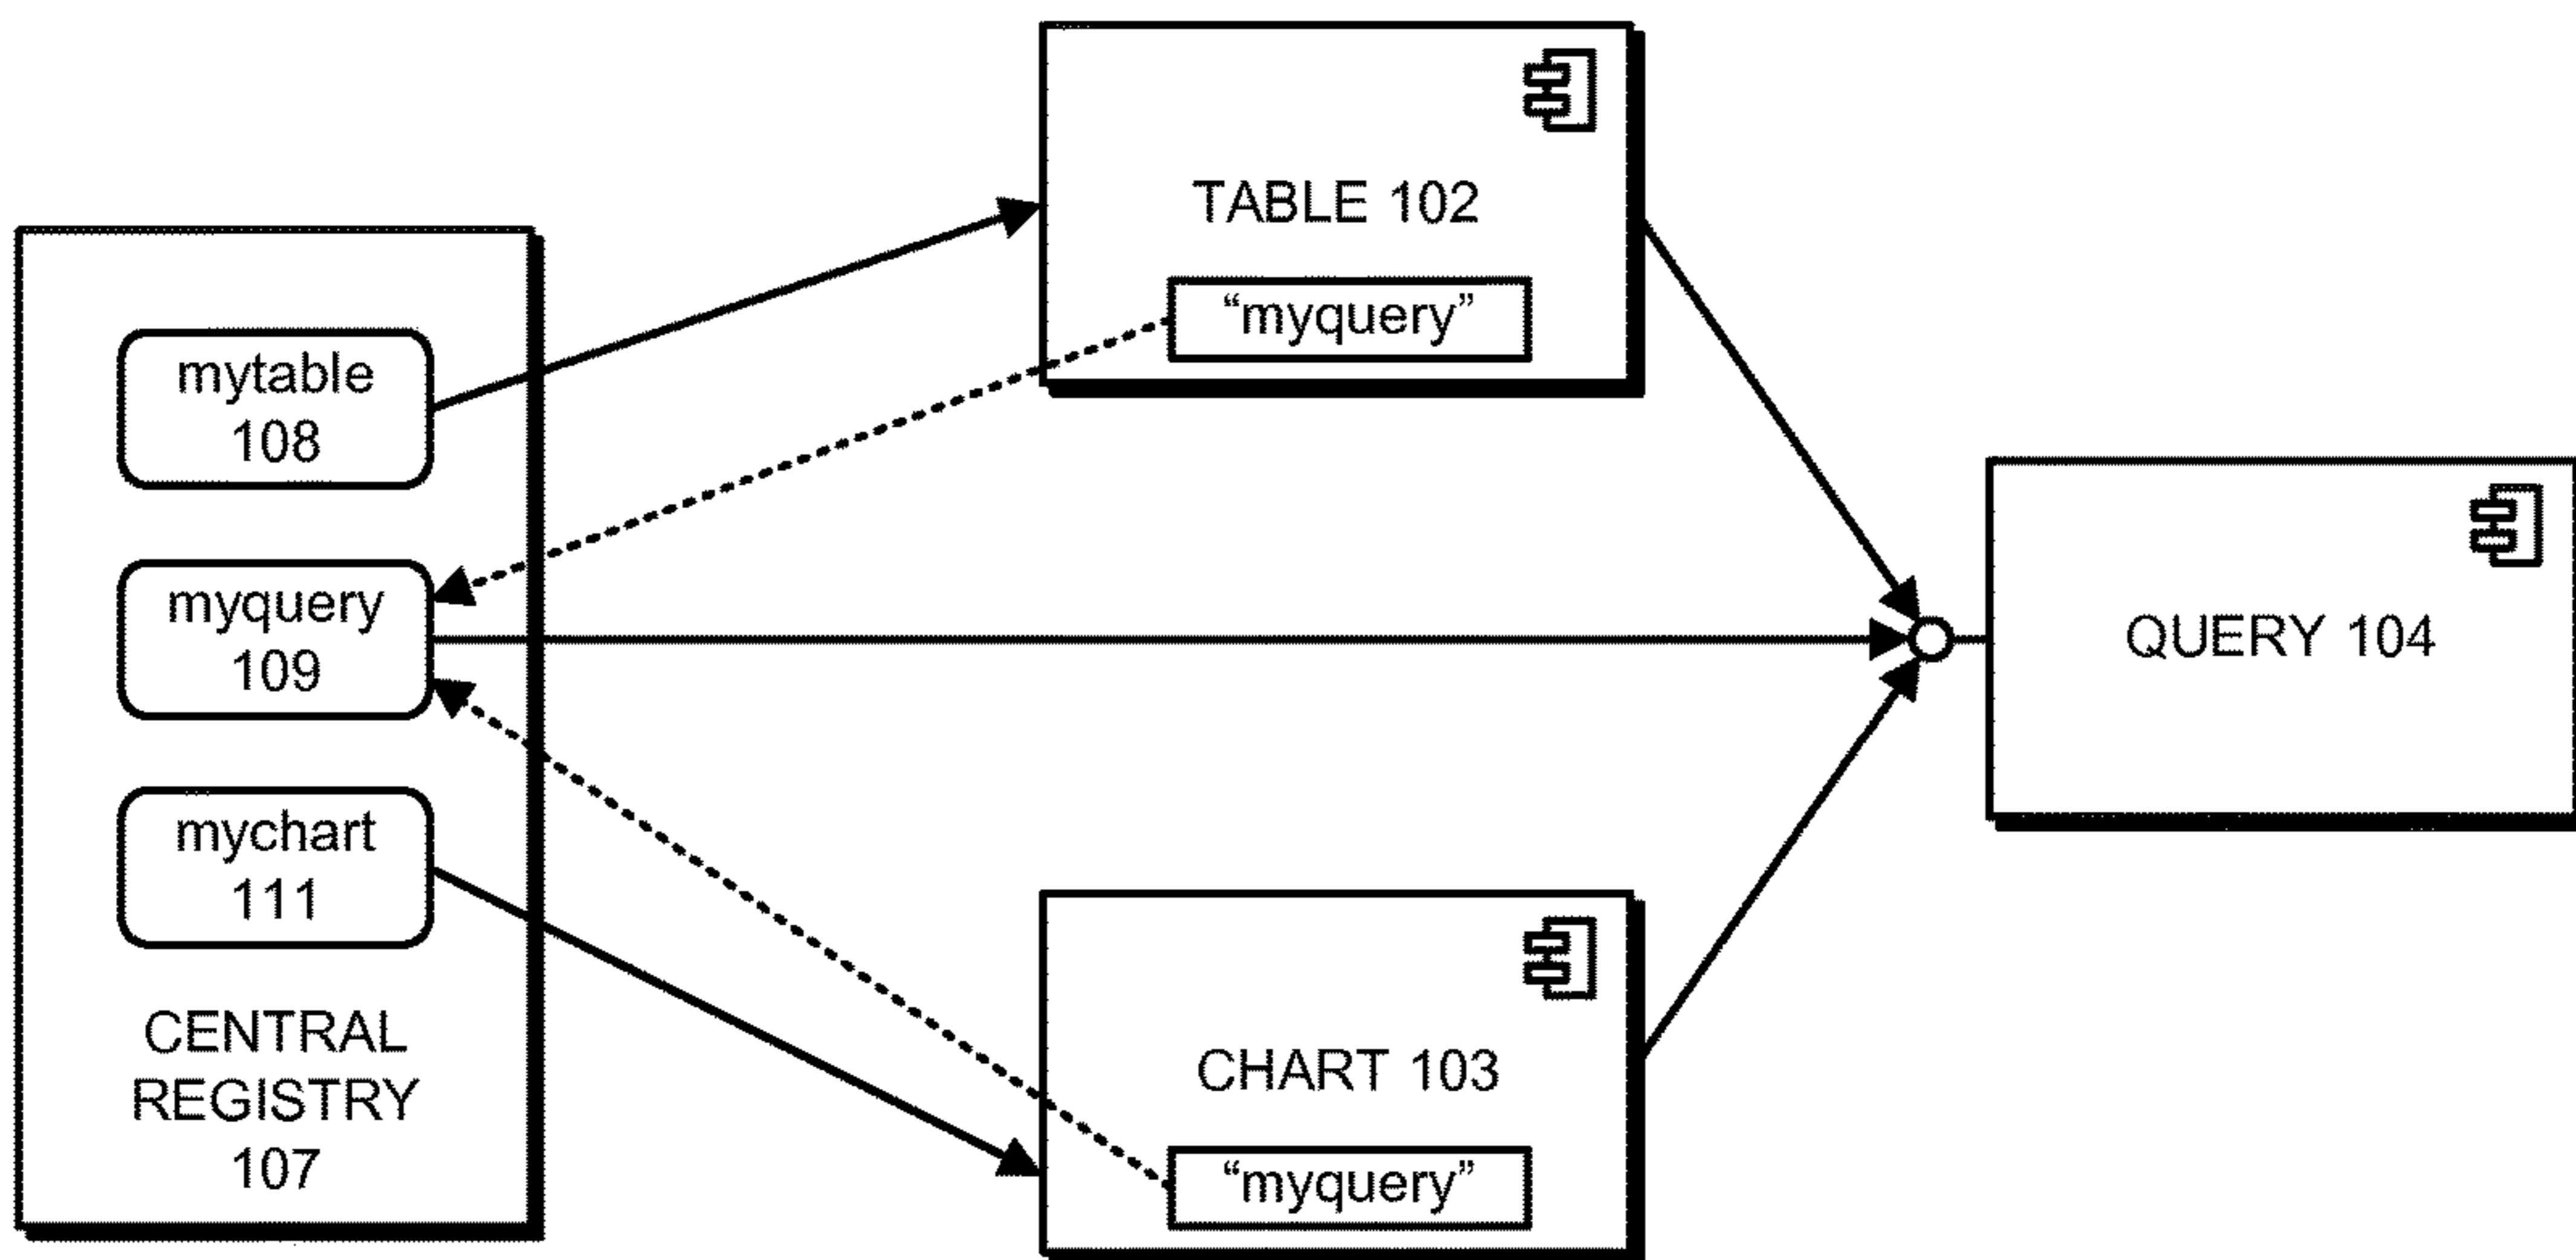 TABLE 102
“myquery”
mytable
108
myquery
109
mychart
111
CENTRAL
REGISTRY
107
QUERY 104
CHART 103
“myquery”